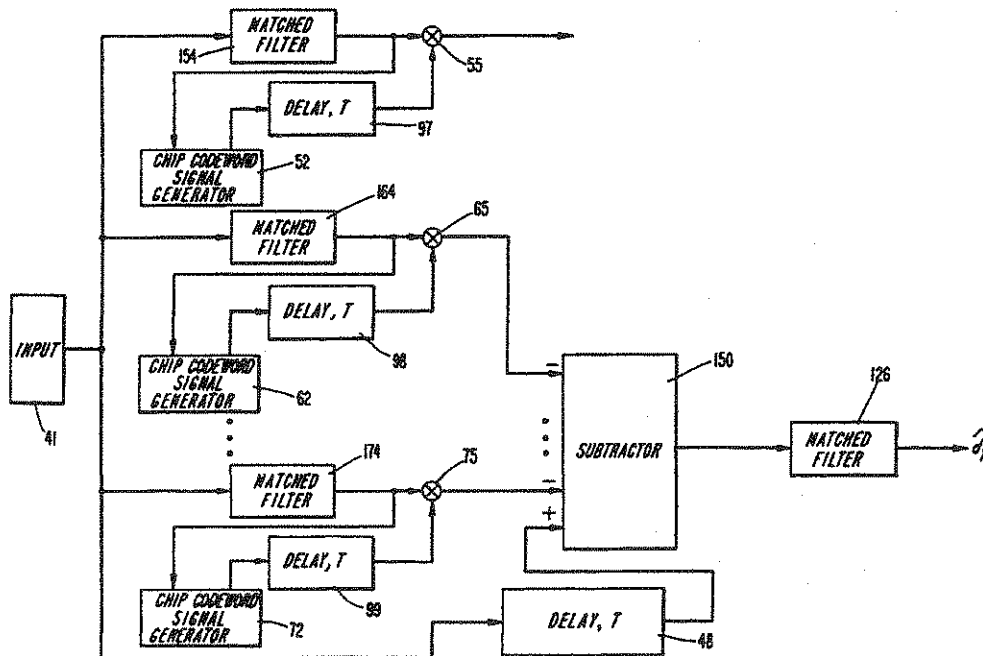 MATCHED
FILTER
154
55
DELAY, T
97
CHIP CODEWORD
SIGNAL
GENERATOR
52
164
MATCHED
FILTER
65
DELAY, T
98
INPUT
41
CHIP CODEWORD
SIGNAL
GENERATOR
62
−
150
SUBTRACTOR
126
MATCHED
FILTER
174
MATCHED
FILTER
75
−
+
DELAY, T
99
CHIP CODEWORD
SIGNAL
GENERATOR
72
DELAY, T
48